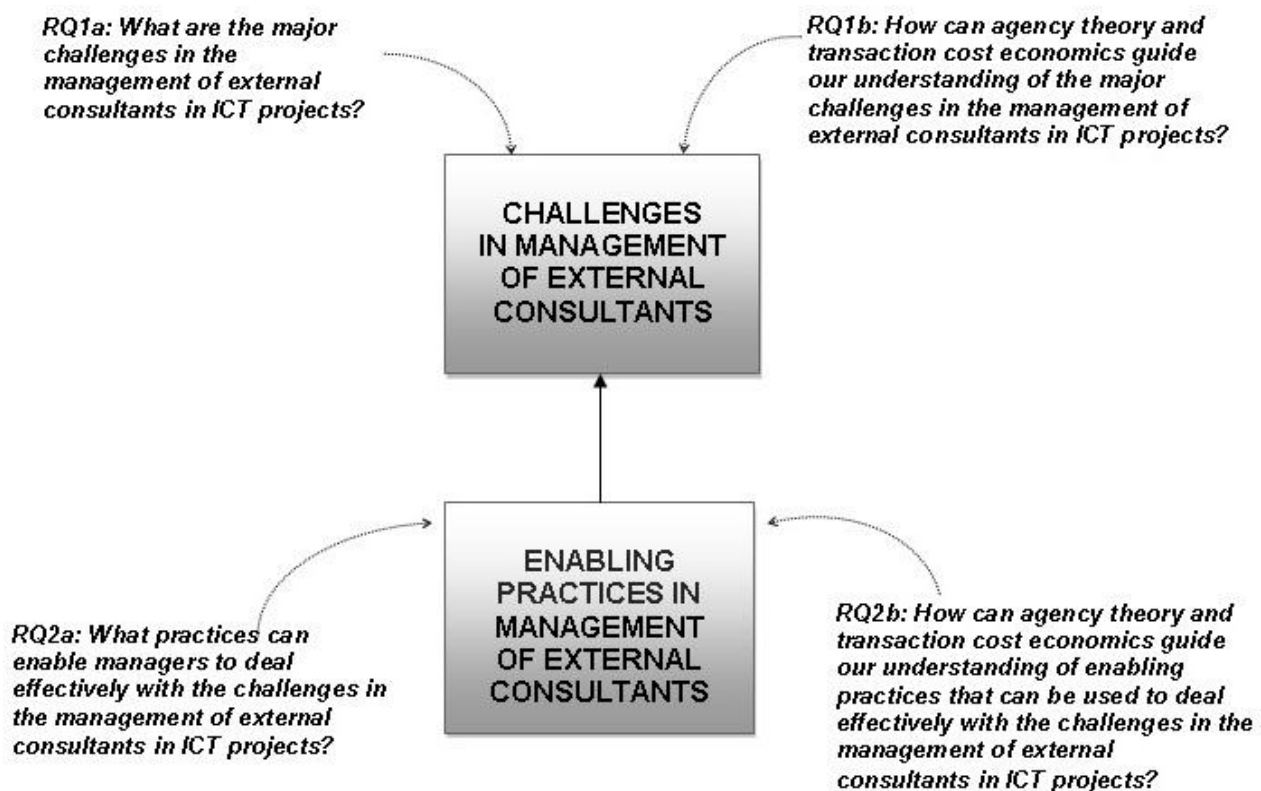 RQ1a: What are the major
challenges in the
management of external
consultants in ICT projects?
RQ1b: How can agency theory and
transaction cost economics guide
our understanding of the major
challenges in the management of
external consultants in ICT projects?
CHALLENGES
IN MANAGEMENT
OF EXTERNAL
CONSULTANTS
ENABLING
PRACTICES IN
MANAGEMENT
OF EXTERNAL
CONSULTANTS
RQ2a: What practices can
enable managers to deal
effectively with the challenges in
the management of external
consultants in ICT projects?
RQ2b: How can agency theory and
transaction cost economics guide
our understanding of enabling
practices that can be used to deal
effectively with the challenges in the
management of external
consultants in ICT projects?